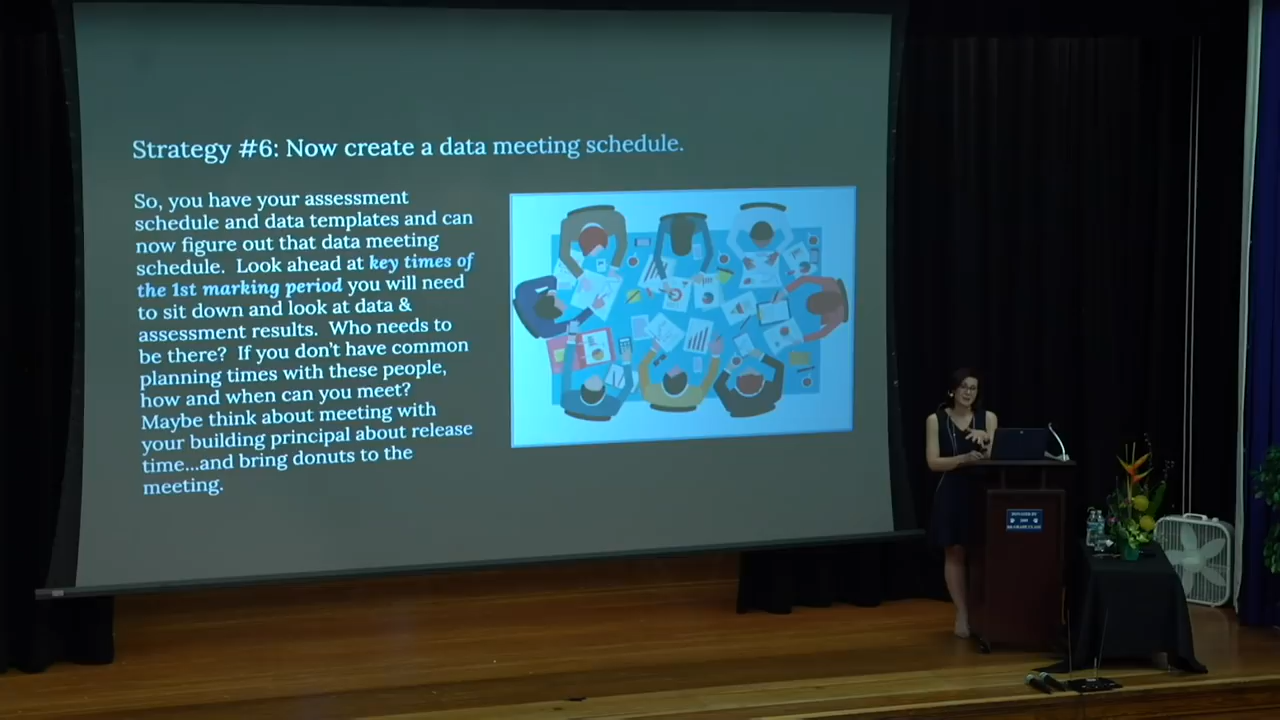 Strategy #6: Now create a data meeting schedule.
So, you have your assessment
schedule and data templates and can
now figure out that data meeting
schedule.  Look ahead at key times of
the 1st marking period you will need
to sit down and look at data &
assessment results.  Who needs to
be there?  If you don't have common
planning times with these people,
how and when can you meet?
Maybe think about meeting with
your building principal about release
time...and bring donuts to the
meeting.
DONATED BY